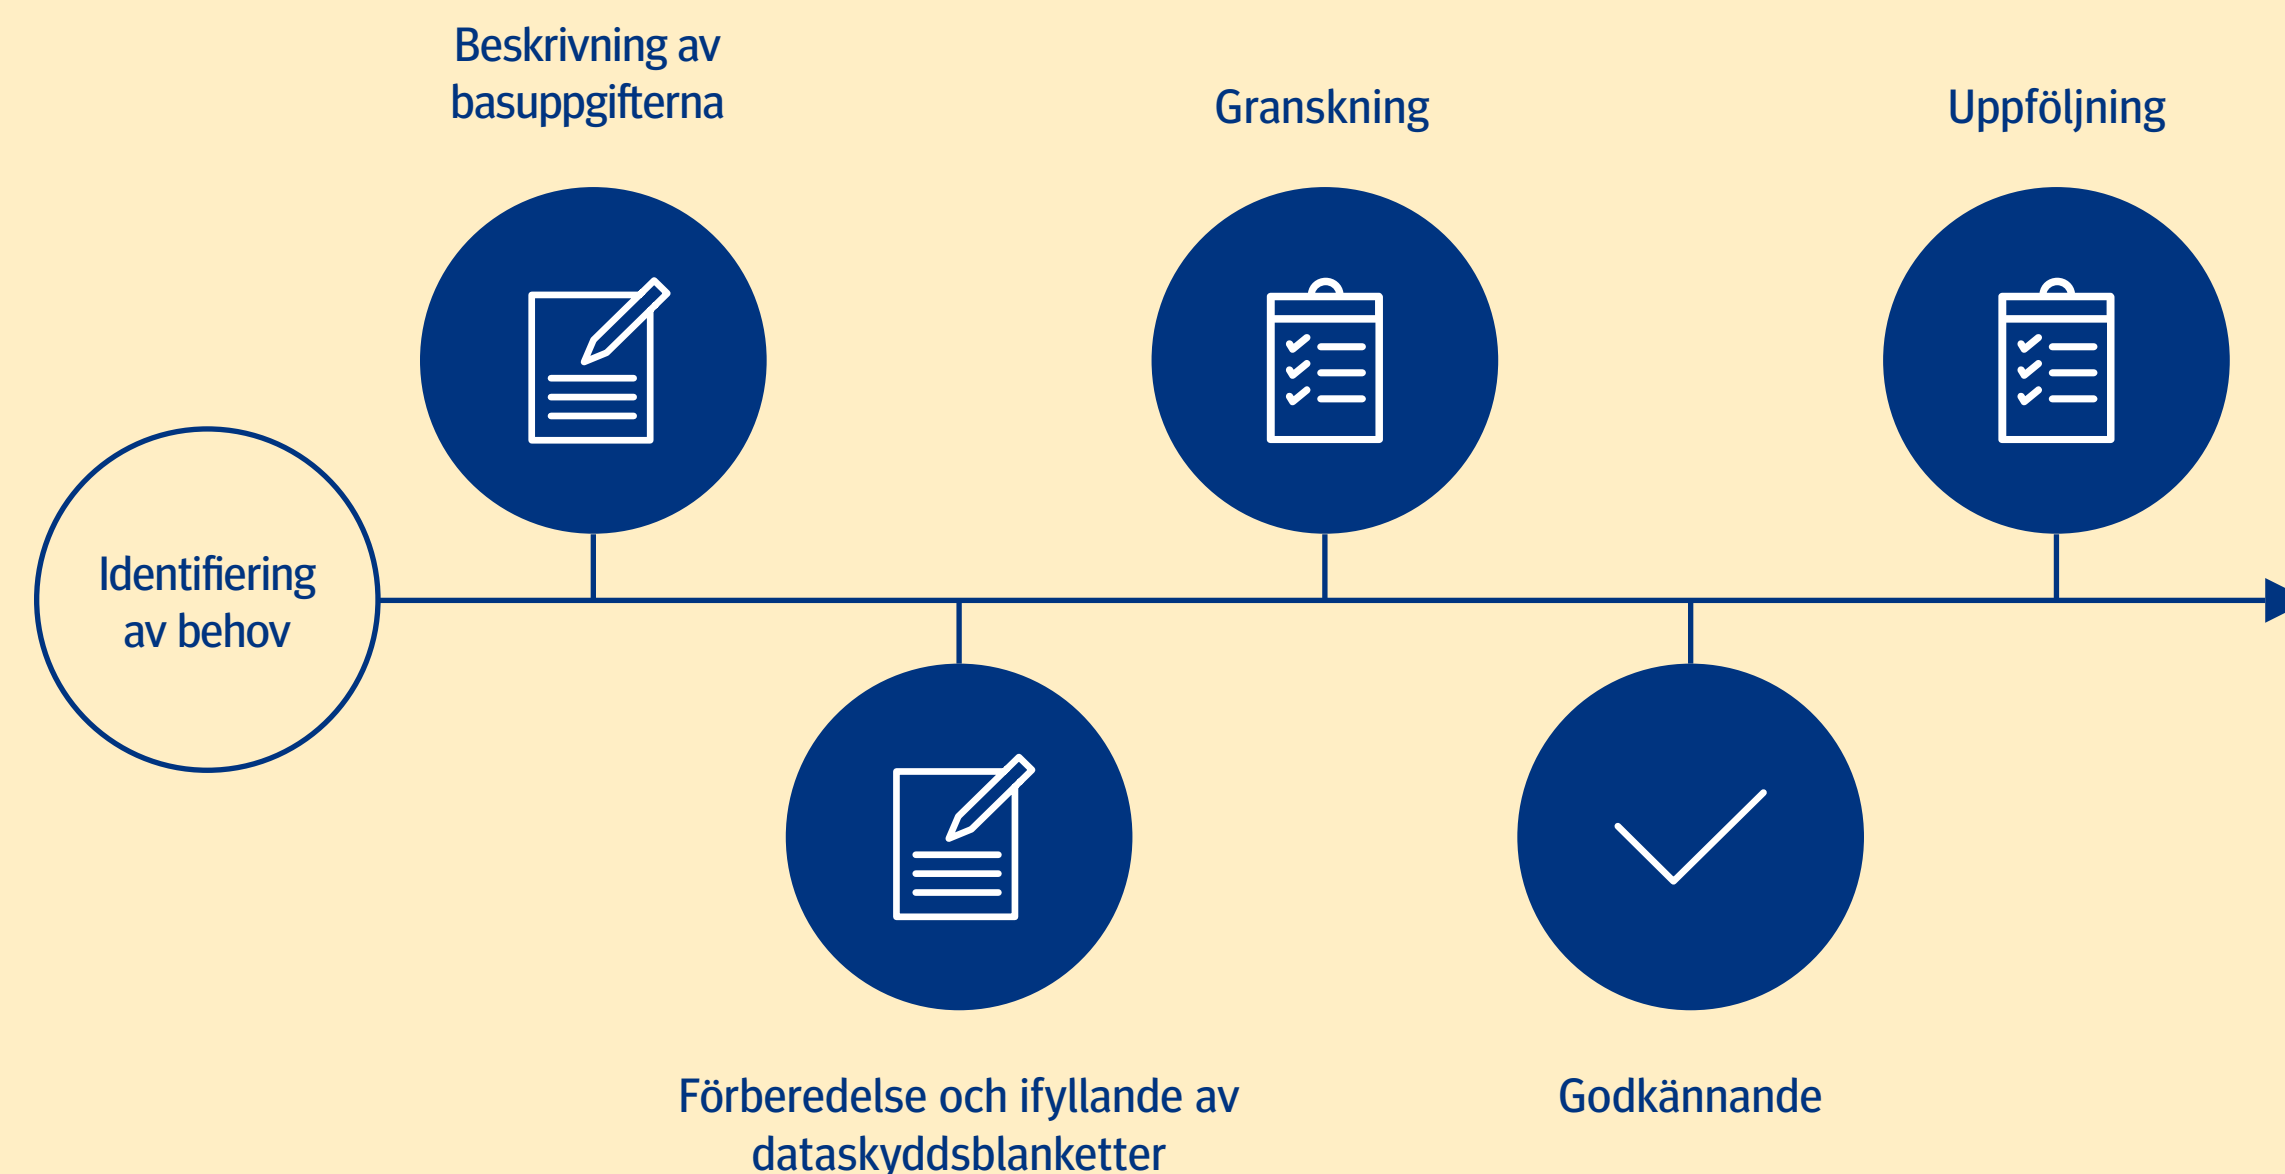 Identifiering
av behov
Beskrivning av
basuppgifterna
Förberedelse och ifyllande av
dataskyddsblanketter
Granskning
Godkännande
Uppföljning